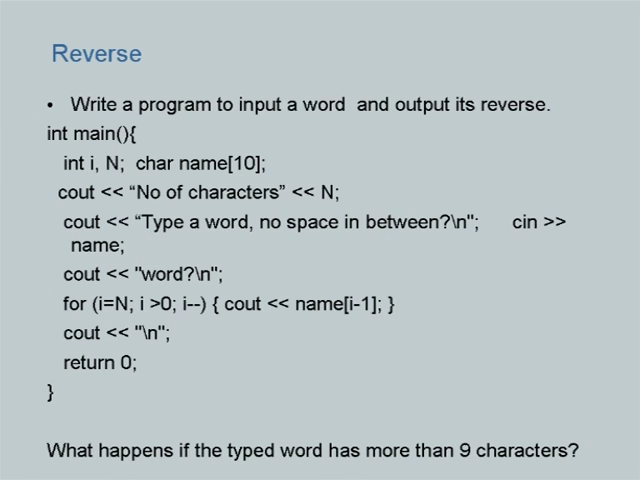 Reverse
• Write a program to input a word  and output its reverse.
int main(){
int i, N;  char name[10];
cout << “No of characters” << N;
cout << “Type a word, no space in between?\n";     cin >>
name;
cout << "word?\n";
for (i=N; i >0; i--) { cout << name[i-1]; }
cout << "\n";
return 0;
}
What happens if the typed word has more than 9 characters?